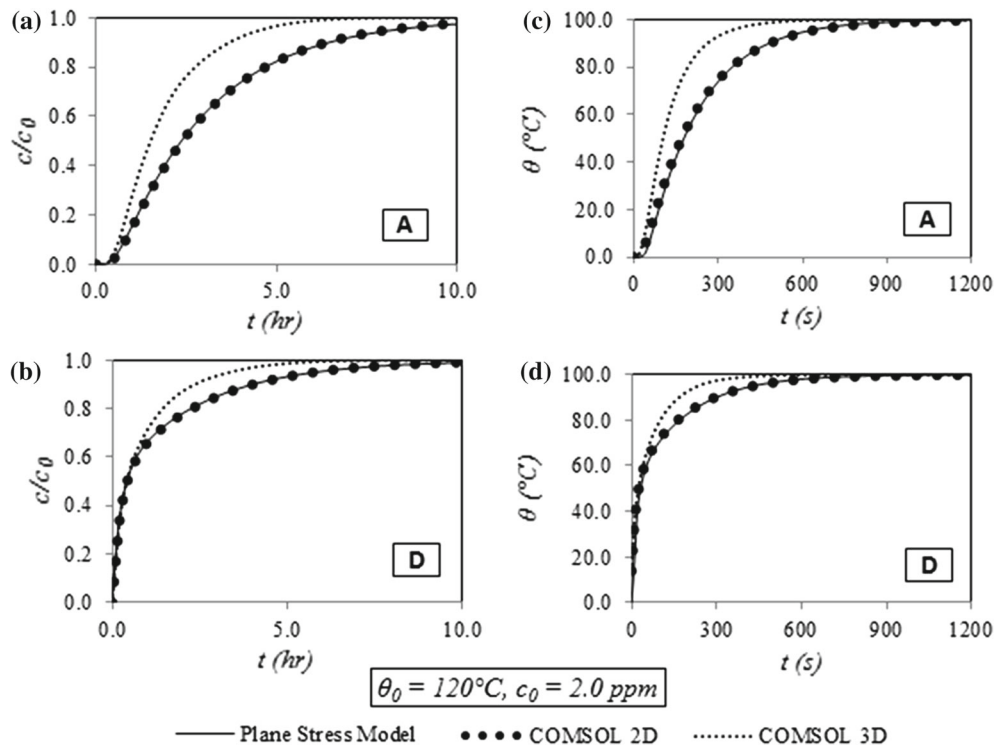 (a)
1.0
0.8
0.6
0.4
0.2
0.0
c/c0
A
0.0 5.0 10.0
t (hr)
(c)
100.0
80.0
60.0
40.0
20.0
0.0
θ (°C)
A
0 300 600 900 1200
t (s)
(b)
1.0
0.8
0.6
0.4
0.2
0.0
c/c0
D
0.0 5.0 10.0
t (hr)
(d)
100.0
80.0
60.0
40.0
20.0
0.0
θ (°C)
D
0 300 600 900 1200
t (s)
θ0 = 120°C, c0 = 2.0 ppm
Plane Stress Model COMSOL 2D COMSOL 3D